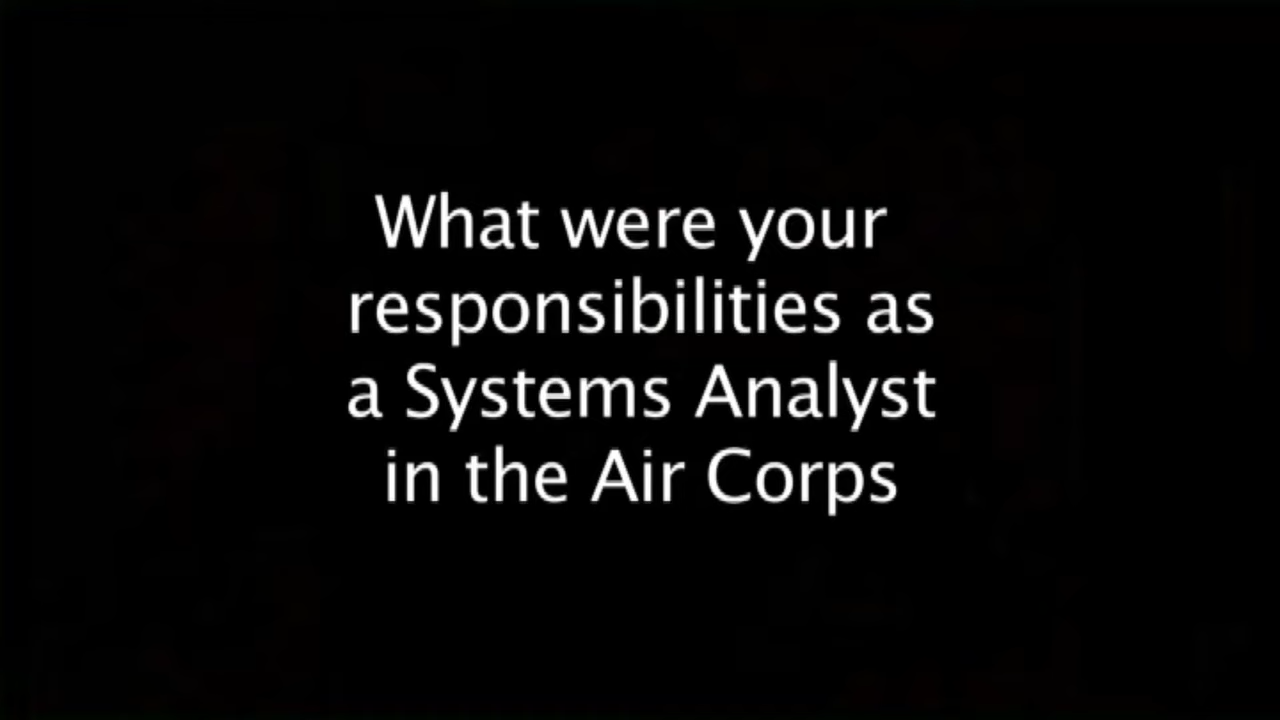 What were your
responsibilities as
a Systems Analyst
in the Air Corps